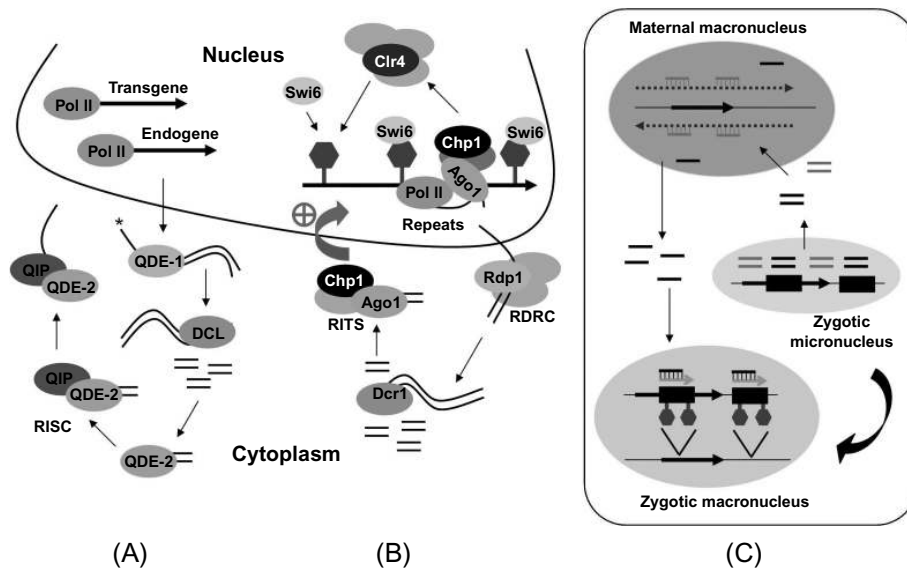 Nucleus
Pol II
Transgene
Pol II
Endogene
*
QDE-1
DCL
QIP
QDE-2
QIP
QDE-2
RISC
QDE-2
Cytoplasm
(A)
Clr4
Swi6
Swi6
Chp1
Swi6
Pol II
Ago1
Repeats
⊕
Chp1
Ago1
RITS
Rdp1
RDRC
Dcr1
(B)
Maternal macronucleus
Zygotic
micronucleus
Zygotic macronucleus
(C)